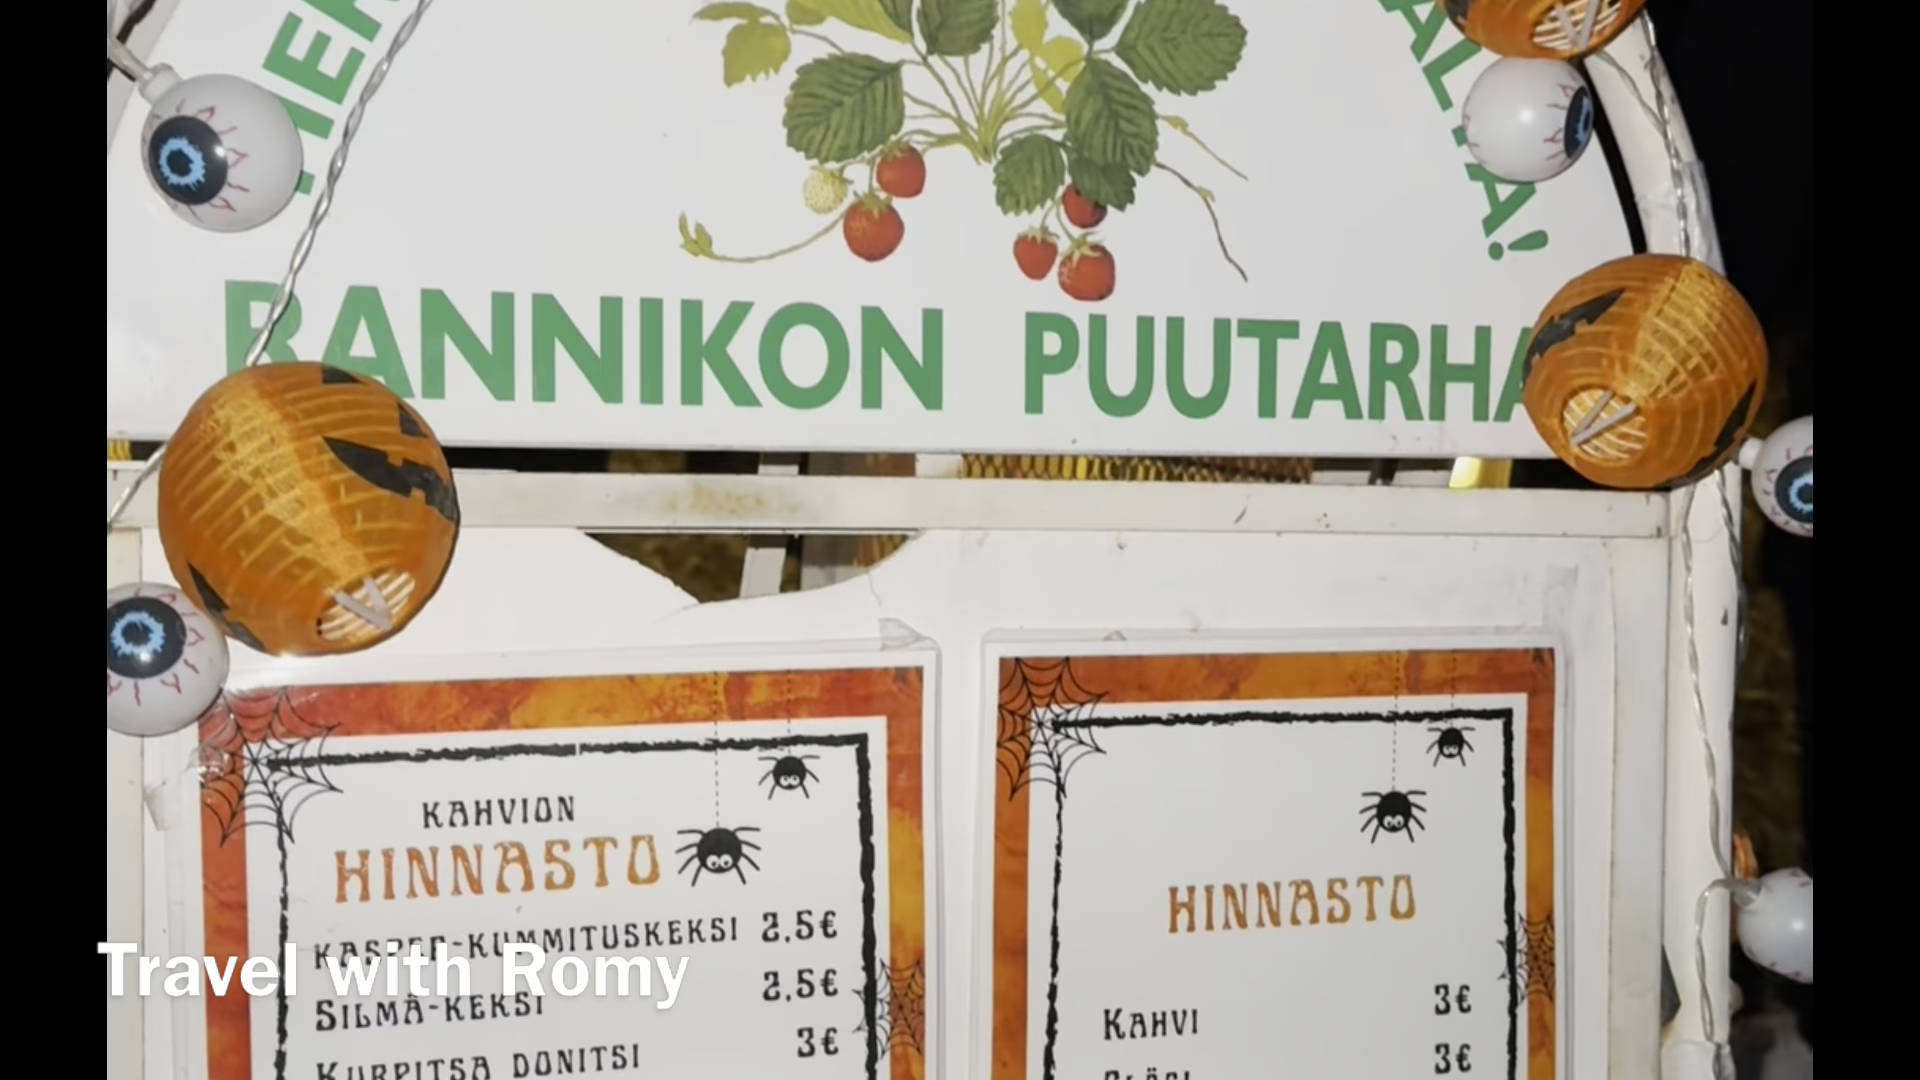 RANNIKON PUUTARHA
KAHVION
HINNASTO
KASPER-KUMMITUSKEKSI 2.5€
SILMÄ-KEKSI 2.5€
KURPITSA DONITSI 3€
HINNASTO
KAHVI 3€
3€
Travel with Romy